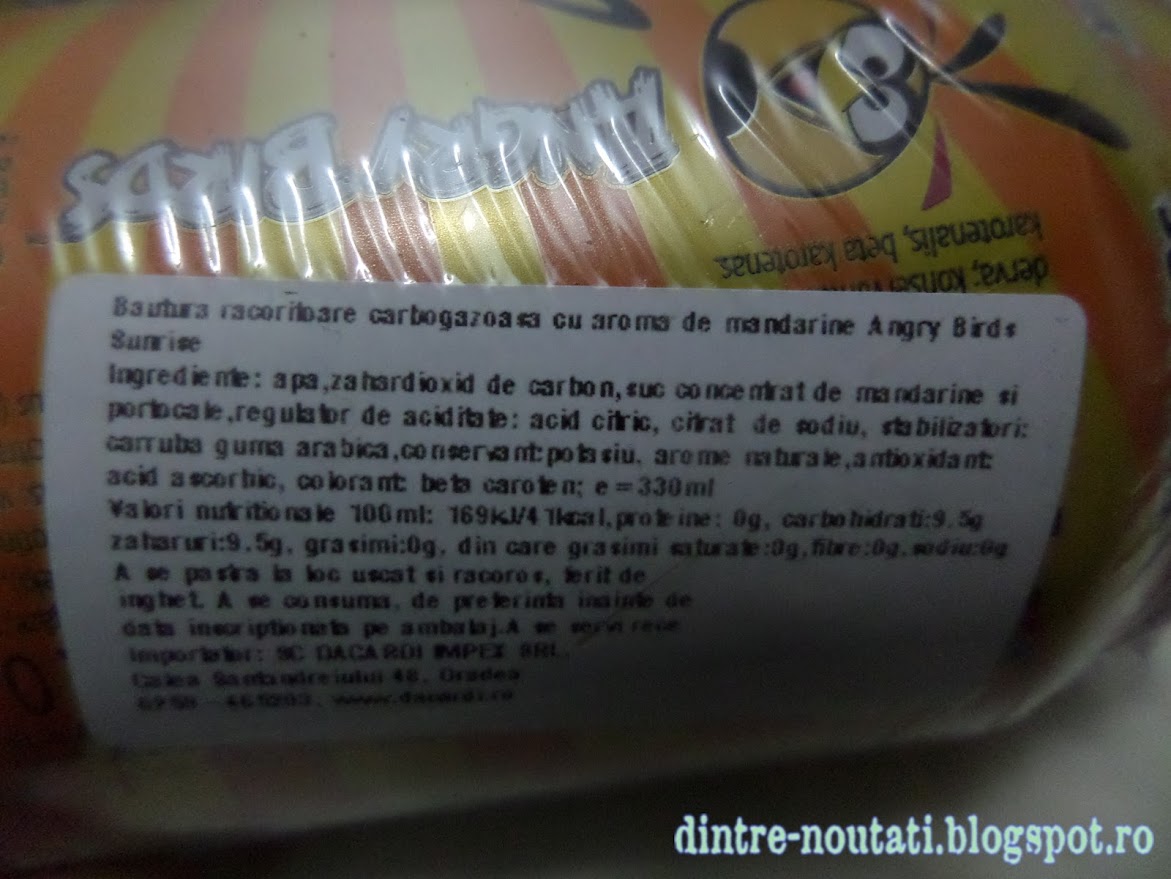 ANGRY BIRDS
karotenalis, beta karotenas.
derva;
Bautura racoritoare carbogazoasa cu aroma de mandarine Angry Birds
Sunrise
Ingrediente: apa,zahardioxid de carbon,suc concentrat de mandarine si
portocale,regulator de aciditate: acid citric, citrat de sodiu, stabilizatori:
carruba guma arabica,conservant:potasiu, arome naturale,antioxidant:
acid ascorbic, colorant: beta caroten; e=330ml
Valori nutritionale 100ml: 169kJ/41kcal,proteine: 0g, carbohidrati:9.5g
zaharuri:9.5g, grasimi:0g, din care grasimi saturate:0g,fibre:0g,sodiu:0g
A se pastra la loc uscat si racoros, ferit de
inghet. A se consuma, de preferinta inainte de
data inscriptionata pe ambalaj.A se servi rece
Importator: SC DACARDI IMPEX SRL,
Calea Santandreiului 48, Oradea
www.dacardi.ro
dintre-noutati.blogspot.ro